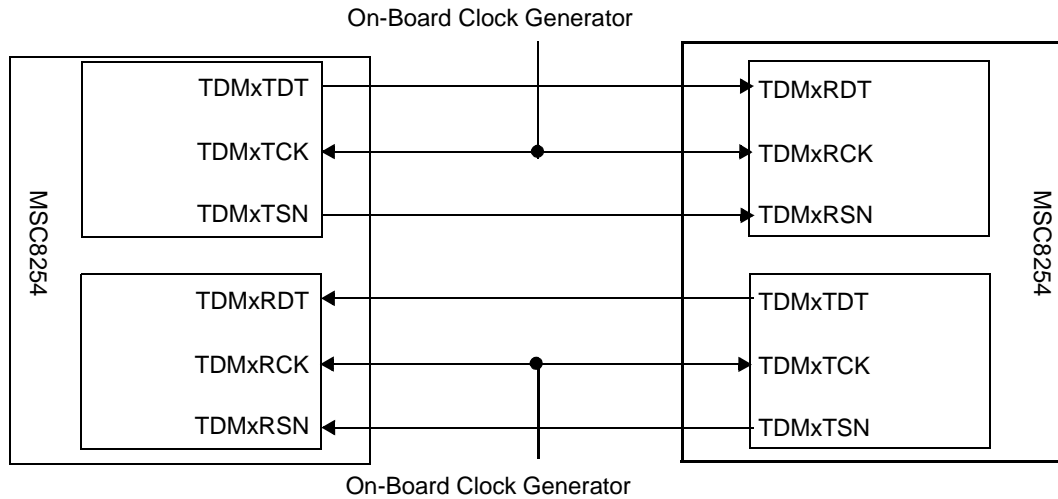 On-Board Clock Generator
TDMxTDT
TDMxRDT
TDMxTCK
TDMxRCK
TDMxTSN
TDMxRSN
MSC8254
MSC8254
TDMxRDT
TDMxTDT
TDMxRCK
TDMxTCK
TDMxRSN
TDMxTSN
On-Board Clock Generator